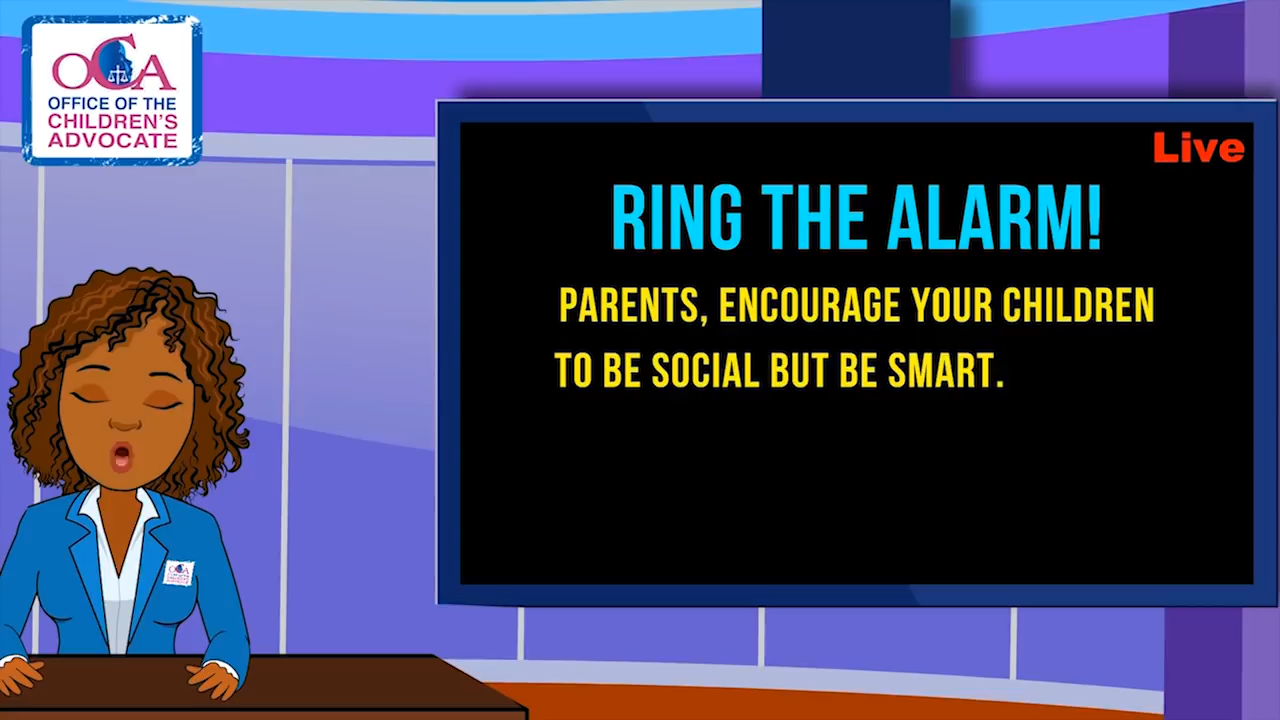 OCA
OFFICE OF THE
CHILDREN'S
ADVOCATE
Live
RING THE ALARM!
PARENTS, ENCOURAGE YOUR CHILDREN
TO BE SOCIAL BUT BE SMART.
OCA